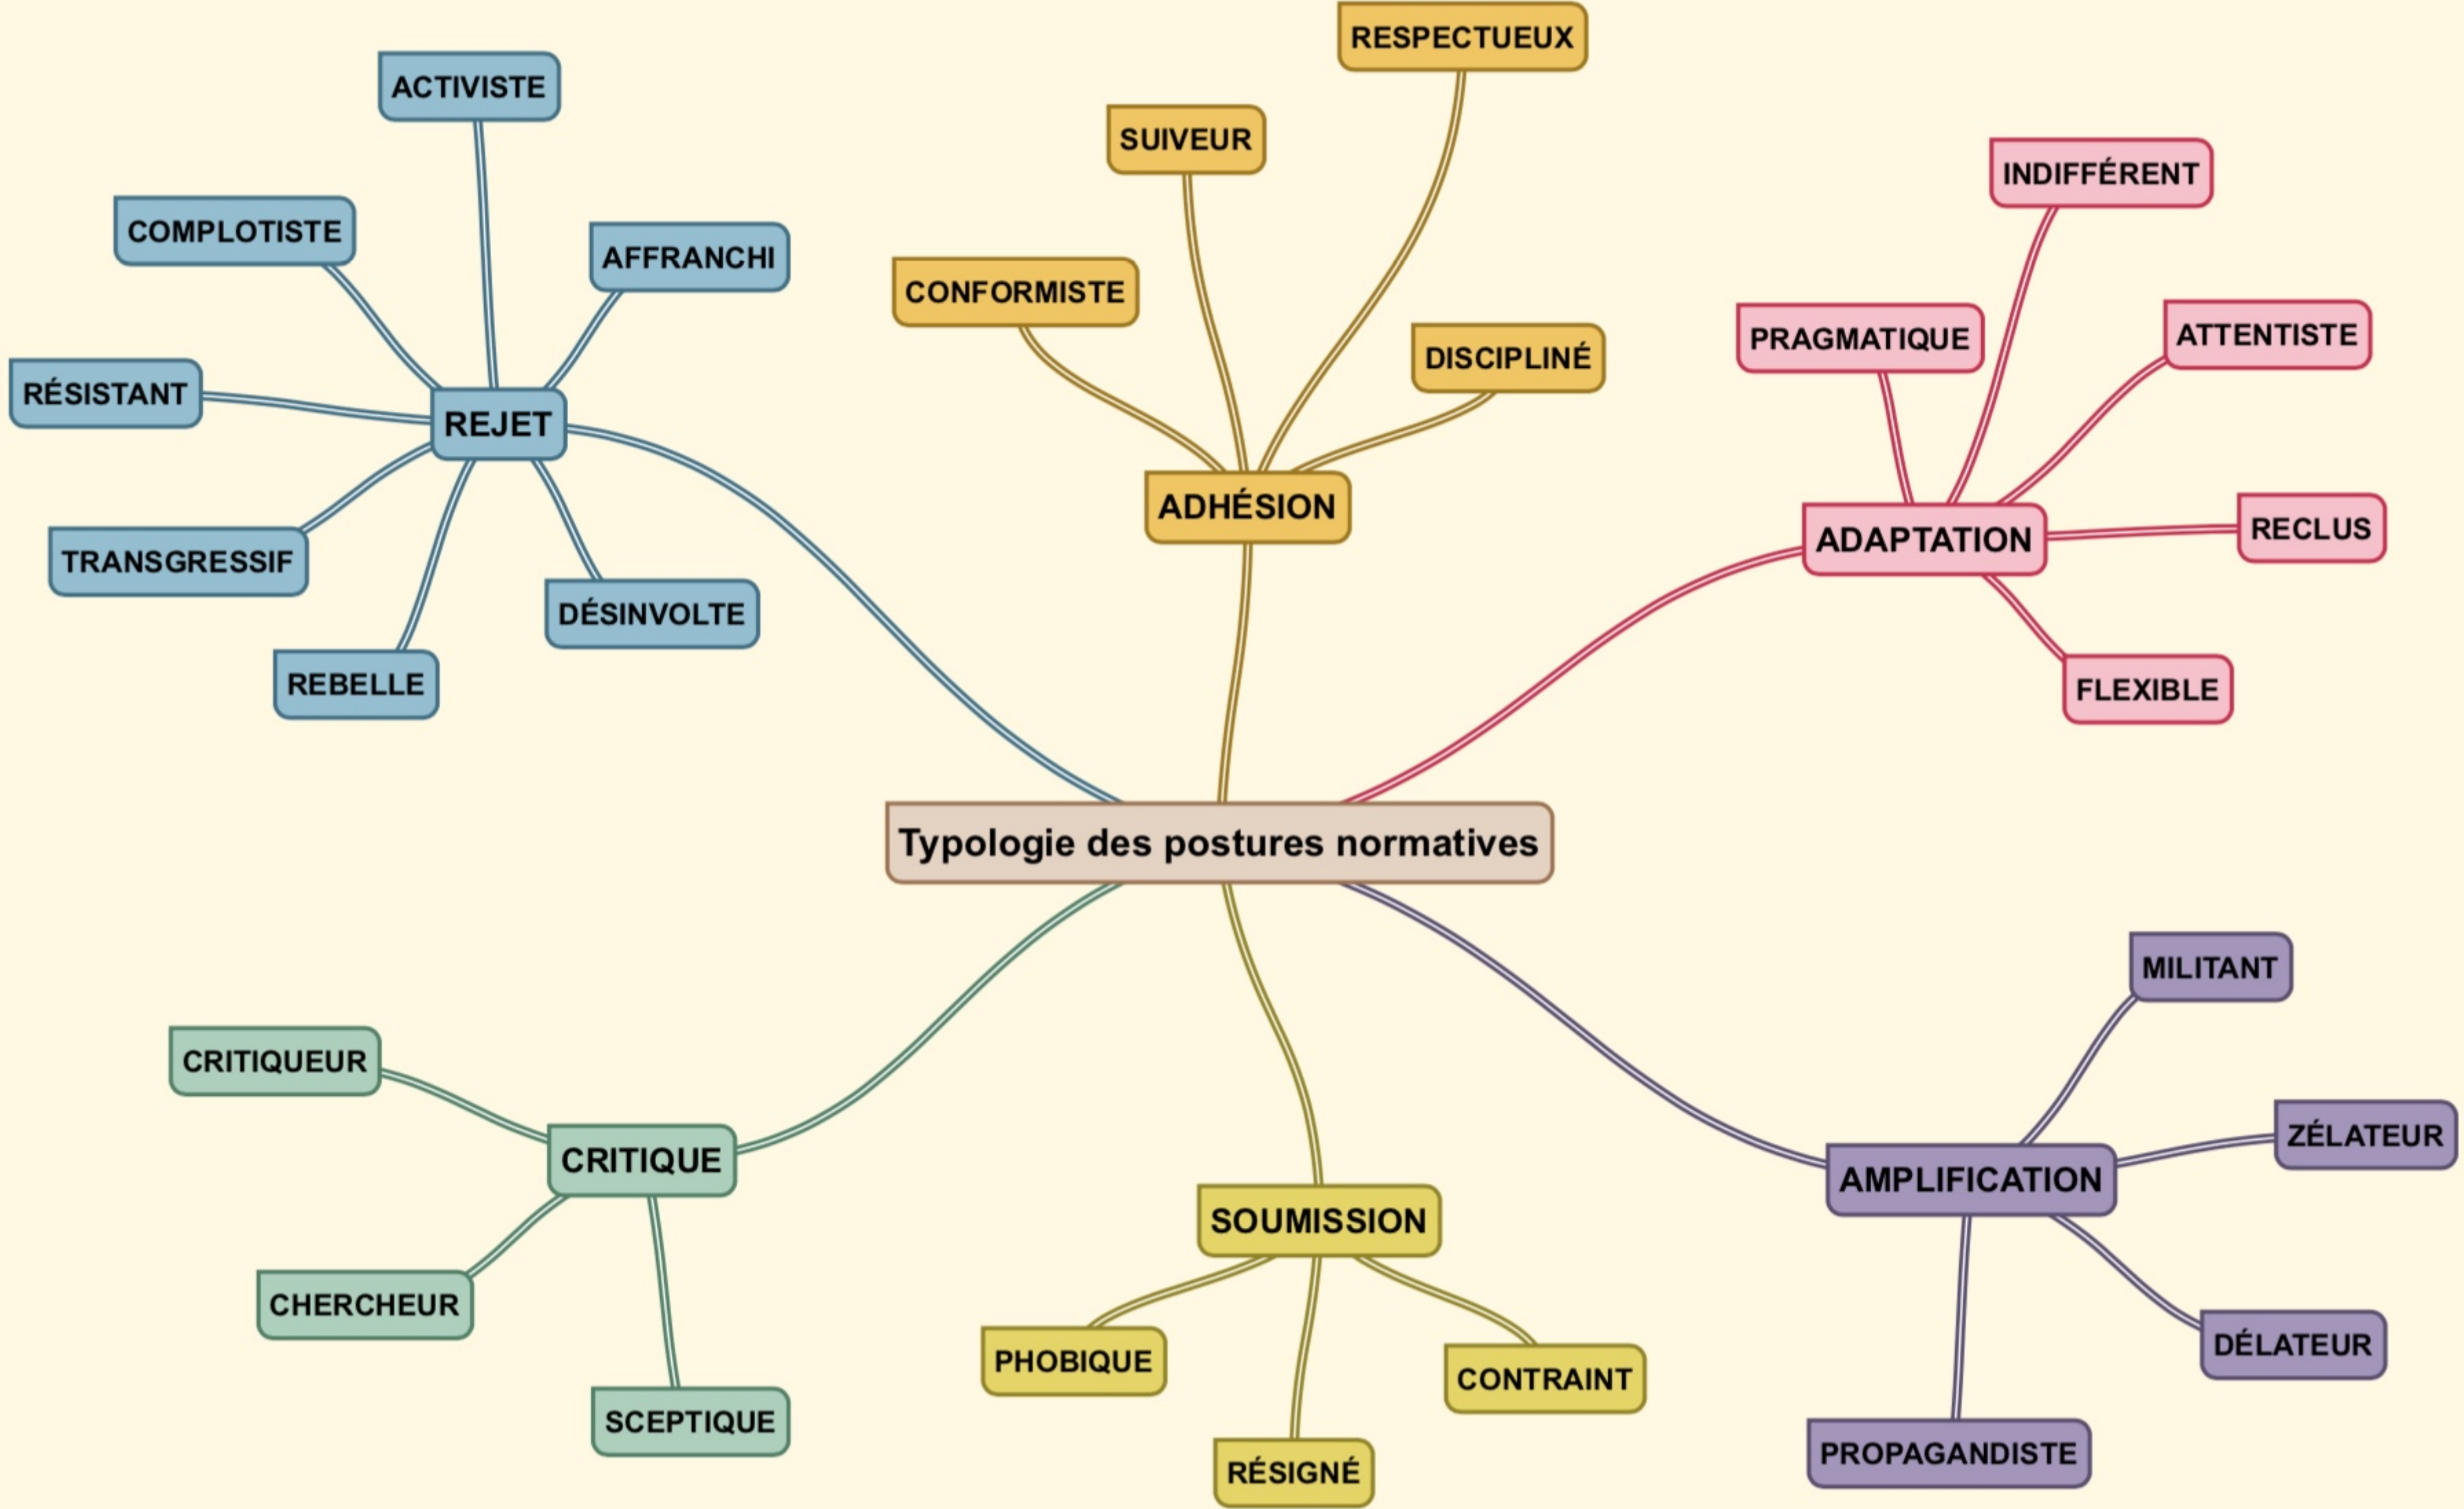 RESPECTUEUX
ACTIVISTE
SUIVEUR
INDIFFÉRENT
COMPLOTISTE
AFFRANCHI
CONFORMISTE
PRAGMATIQUE
ATTENTISTE
DISCIPLINÉ
RÉSISTANT
REJET
ADHÉSION
ADAPTATION
RECLUS
TRANSGRESSIF
DÉSINVOLTE
REBELLE
FLEXIBLE
Typologie des postures normatives
MILITANT
CRITIQUEUR
ZÉLATEUR
CRITIQUE
AMPLIFICATION
SOUMISSION
CHERCHEUR
DÉLATEUR
PHOBIQUE
CONTRAINT
SCEPTIQUE
PROPAGANDISTE
RÉSIGNÉ